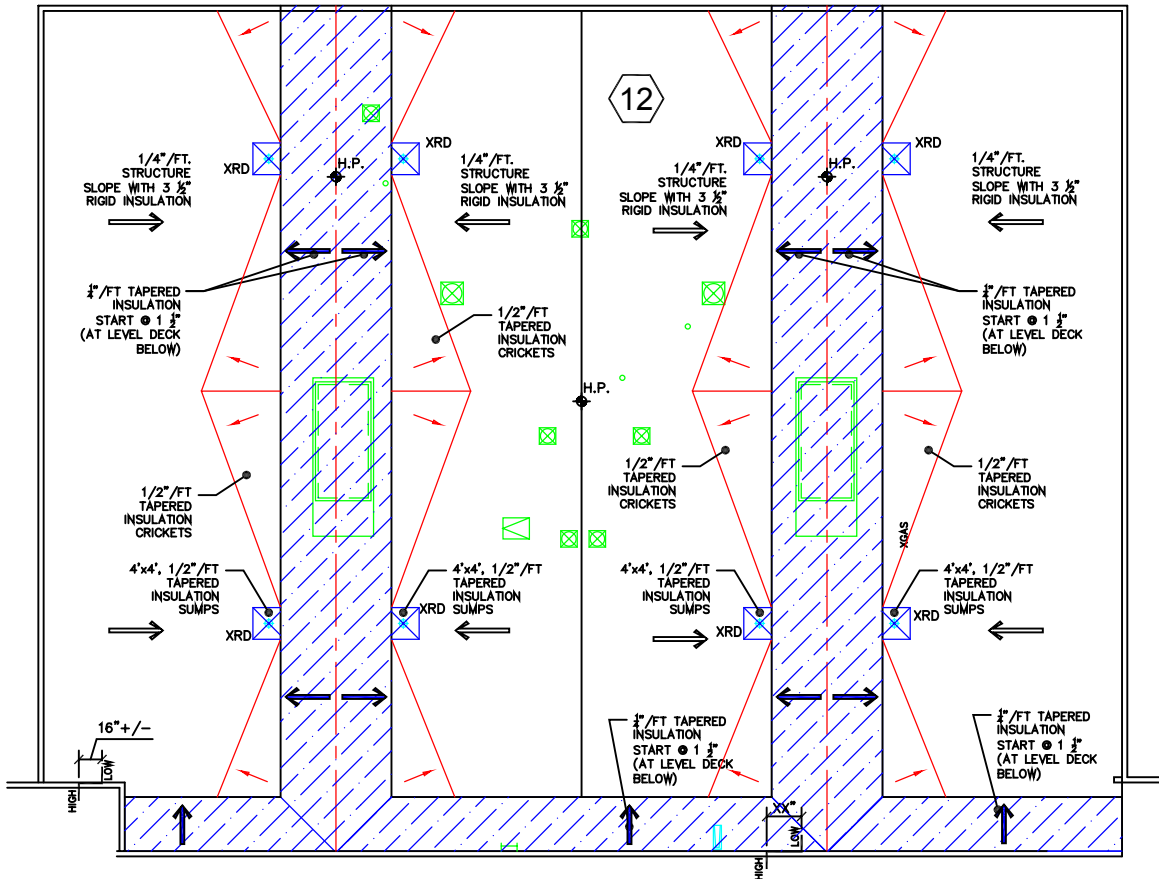 12
XRD
XRD
H.P.
XRD
XRD
H.P.
1/4"/FT.
STRUCTURE
SLOPE WITH 3 ½"
RIGID INSULATION
1/4"/FT.
STRUCTURE
SLOPE WITH 3 ½"
RIGID INSULATION
1/4"/FT.
STRUCTURE
SLOPE WITH 3 ½"
RIGID INSULATION
1/4"/FT.
STRUCTURE
SLOPE WITH 3 ½"
RIGID INSULATION
/FT TAPERED
INSULATION
START @ 1 ½"
(AT LEVEL DECK
BELOW)
1/2"/FT
TAPERED
INSULATION
CRICKETS
/FT TAPERED
INSULATION
START @ 1 ½"
(AT LEVEL DECK
BELOW)
H.P.
1/2"/FT
TAPERED
INSULATION
CRICKETS
1/2"/FT
TAPERED
INSULATION
CRICKETS
1/2"/FT
TAPERED
INSULATION
CRICKETS
XGAS
4'x4', 1/2"/FT
TAPERED
INSULATION
SUMPS
4'x4', 1/2"/FT
TAPERED
INSULATION
SUMPS
4'x4', 1/2"/FT
TAPERED
INSULATION
SUMPS
4'x4', 1/2"/FT
TAPERED
INSULATION
SUMPS
XRD
XRD
XRD
XRD
16"+/-
LOW
HIGH
/FT TAPERED
INSULATION
START @ 1 ½"
(AT LEVEL DECK
BELOW)
/FT TAPERED
INSULATION
START @ 1 ½"
(AT LEVEL DECK
BELOW)
XX"
LOW
HIGH